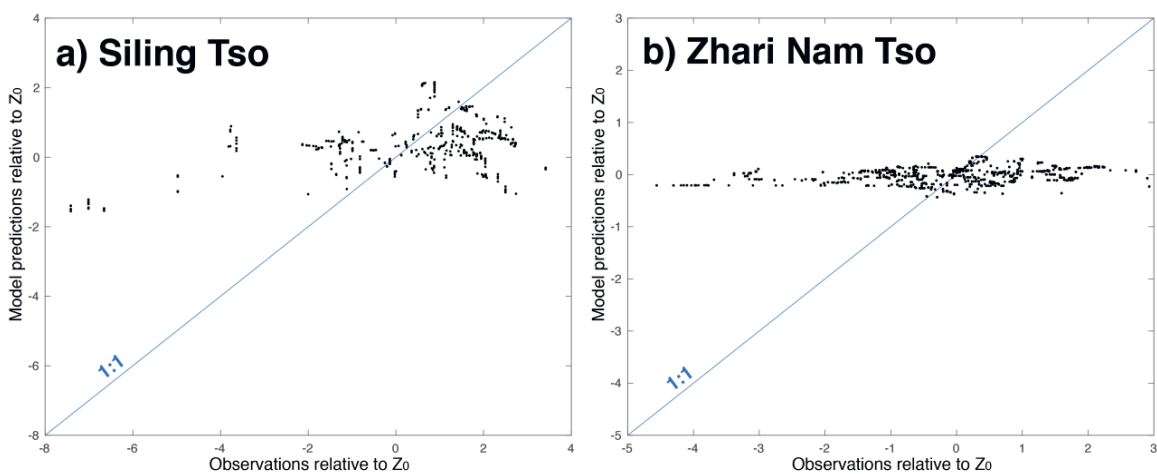 a) Siling Tso
Model predictions relative to Z0
4
2
0
-2
-4
-6
-8
1:1
-8 -6 -4 -2 0 2 4
Observations relative to Z0
b) Zhari Nam Tso
Model predictions relative to Z0
3
2
1
0
-1
-2
-3
-4
-5
1:1
-5 -4 -3 -2 -1 0 1 2 3
Observations relative to Z0